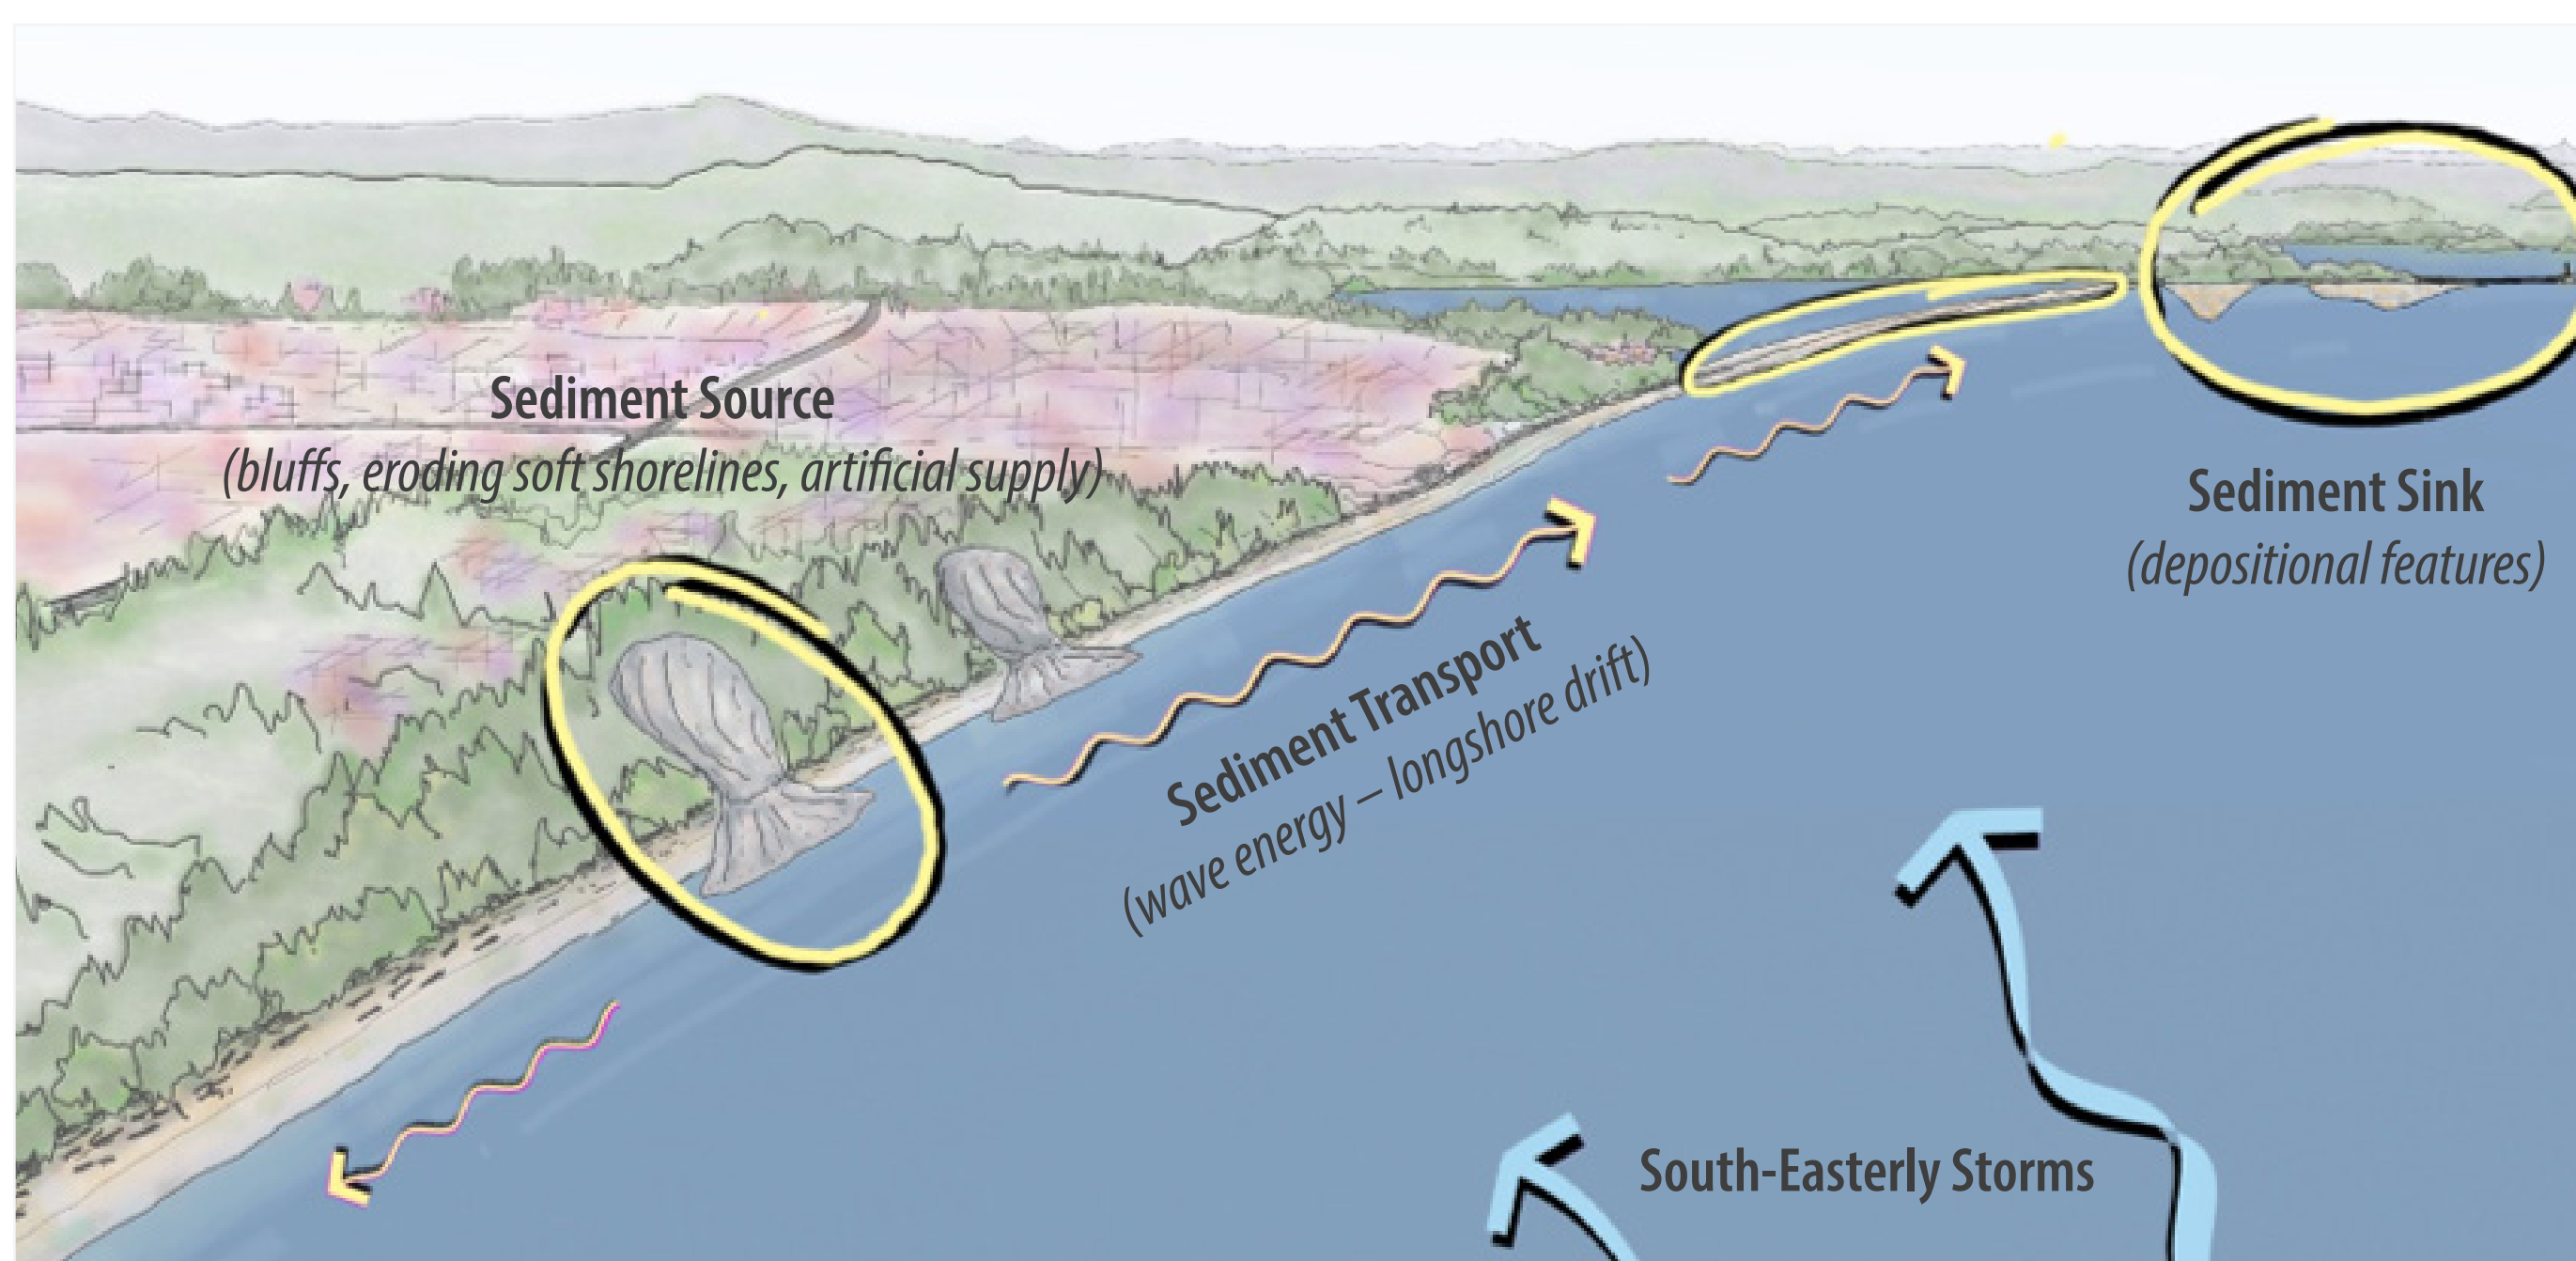 Sediment Source
(bluffs, eroding soft shorelines, artificial supply)
Sediment Sink
(depositional features)
Sediment Transport
(wave energy – longshore drift)
South-Easterly Storms